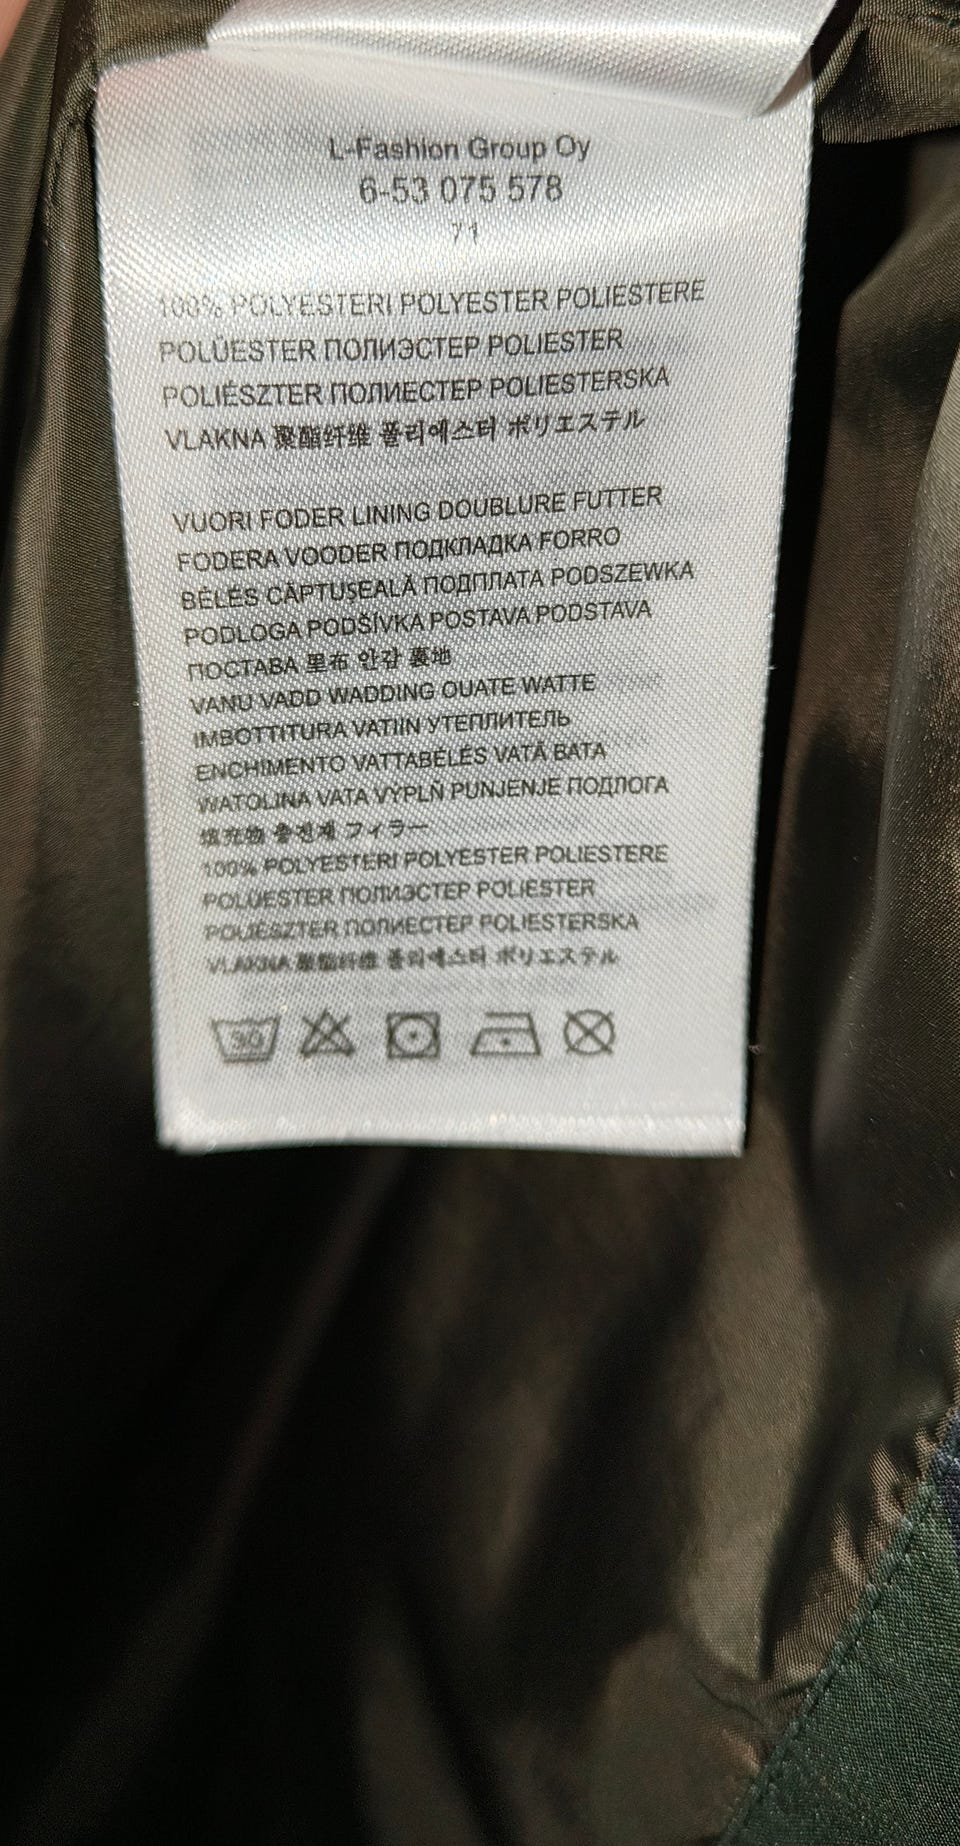 L-Fashion Group Oy
6-53 075 578
71
100% POLYESTERI POLYESTER POLIESTERE
POLÜESTER ПОЛИЭСТЕР POLIESTER
POLIÉSZTER ПОЛИЕСТЕР POLIESTERSKA
VLAKNA 聚酯纤维 폴리에스터 ポリエステル
VUORI FODER LINING DOUBLURE FUTTER
FODERA VOODER ПОДКЛАДКА FORRO
BÉLÉS CĂPTUŞEALĂ ПОДПЛАТА PODSZEWKA
PODLOGA PODŠÍVKA POSTAVA PODSTAVA
ПОСТАВА 里布 안감 裏地
VANU VADD WADDING OUATE WATTE
IMBOTTITURA VATIIN УТЕПЛИТЕЛЬ
ENCHIMENTO VATTABÉLÉS VATĂ ВАТА
WATOLINA VATA VÝPLŇ PUNJENJE ПОДЛОГА
填充物 충전재 フィラー
100% POLYESTERI POLYESTER POLIESTERE
POLÜESTER ПОЛИЭСТЕР POLIESTER
POLIÉSZTER ПОЛИЕСТЕР POLIESTERSKA
VLAKNA 聚酯纤维 폴리에스터 ポリエステル
30